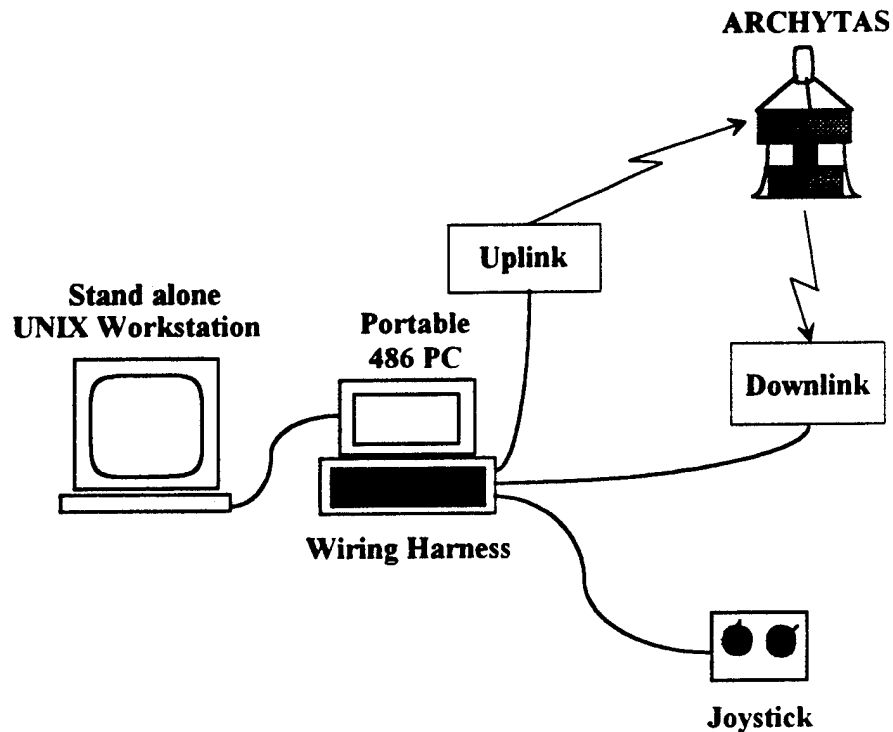 ARCHYTAS
Uplink
Stand alone
UNIX Workstation
Portable
486 PC
Downlink
Wiring Harness
Joystick